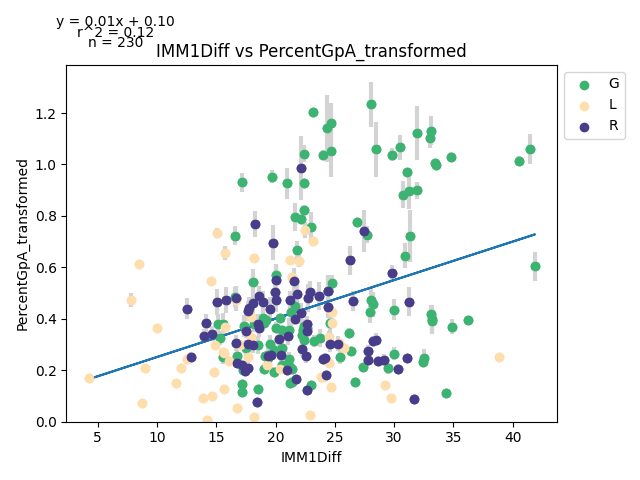 y = 0.01x + 0.10
r^2 = 0.12
n = 230
IMM1Diff vs PercentGpA_transformed
G
L
R
PercentGpA_transformed
1.2
1.0
0.8
0.6
0.4
0.2
0.0
5 10 15 20 25 30 35 40
IMM1Diff